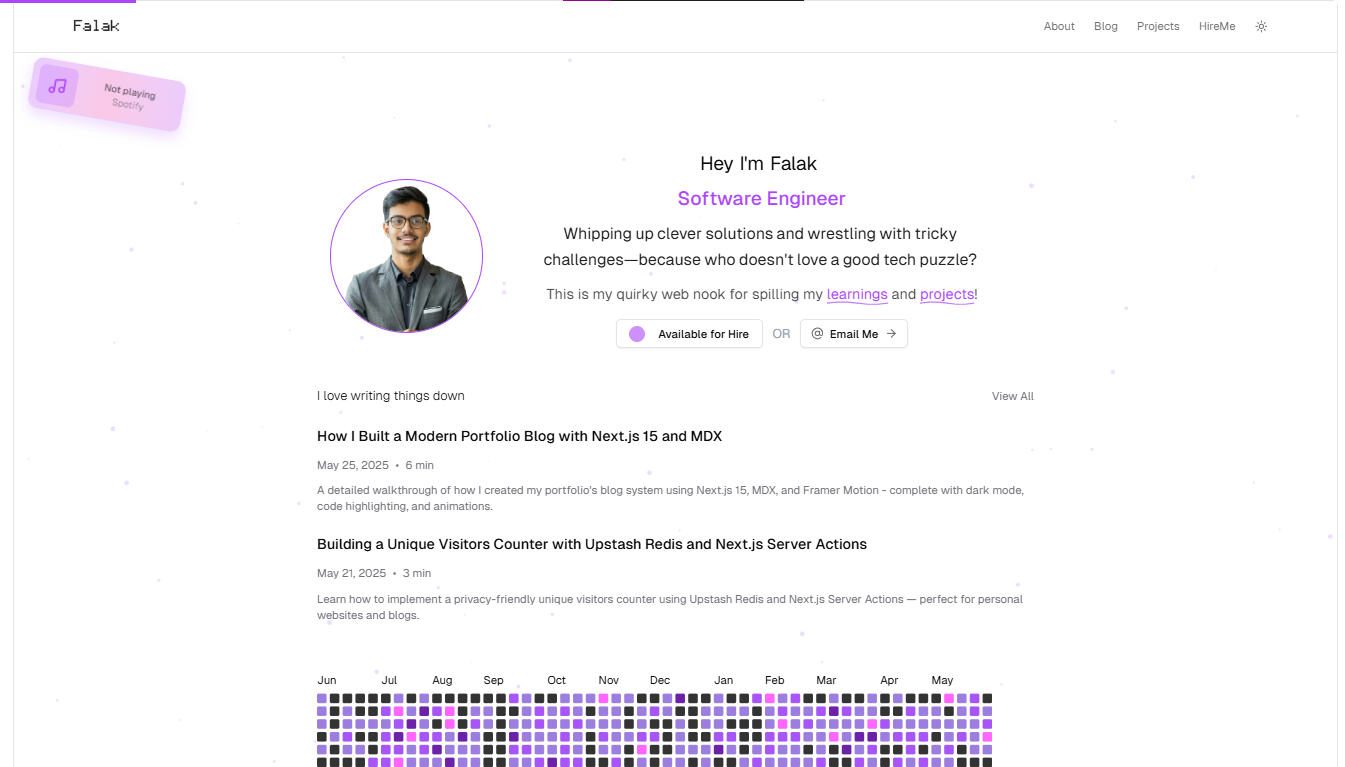 Falak
About Blog Projects HireMe
Not playing
Spotify
Hey I'm Falak
Software Engineer
Whipping up clever solutions and wrestling with tricky
challenges—because who doesn't love a good tech puzzle?
This is my quirky web nook for spilling my learnings and projects!
Available for Hire OR @ Email Me →
I love writing things down View All
How I Built a Modern Portfolio Blog with Next.js 15 and MDX
May 25, 2025 • 6 min
A detailed walkthrough of how I created my portfolio's blog system using Next.js 15, MDX, and Framer Motion - complete with dark mode,
code highlighting, and animations.
Building a Unique Visitors Counter with Upstash Redis and Next.js Server Actions
May 21, 2025 • 3 min
Learn how to implement a privacy-friendly unique visitors counter using Upstash Redis and Next.js Server Actions — perfect for personal
websites and blogs.
Jun Jul Aug Sep Oct Nov Dec Jan Feb Mar Apr May